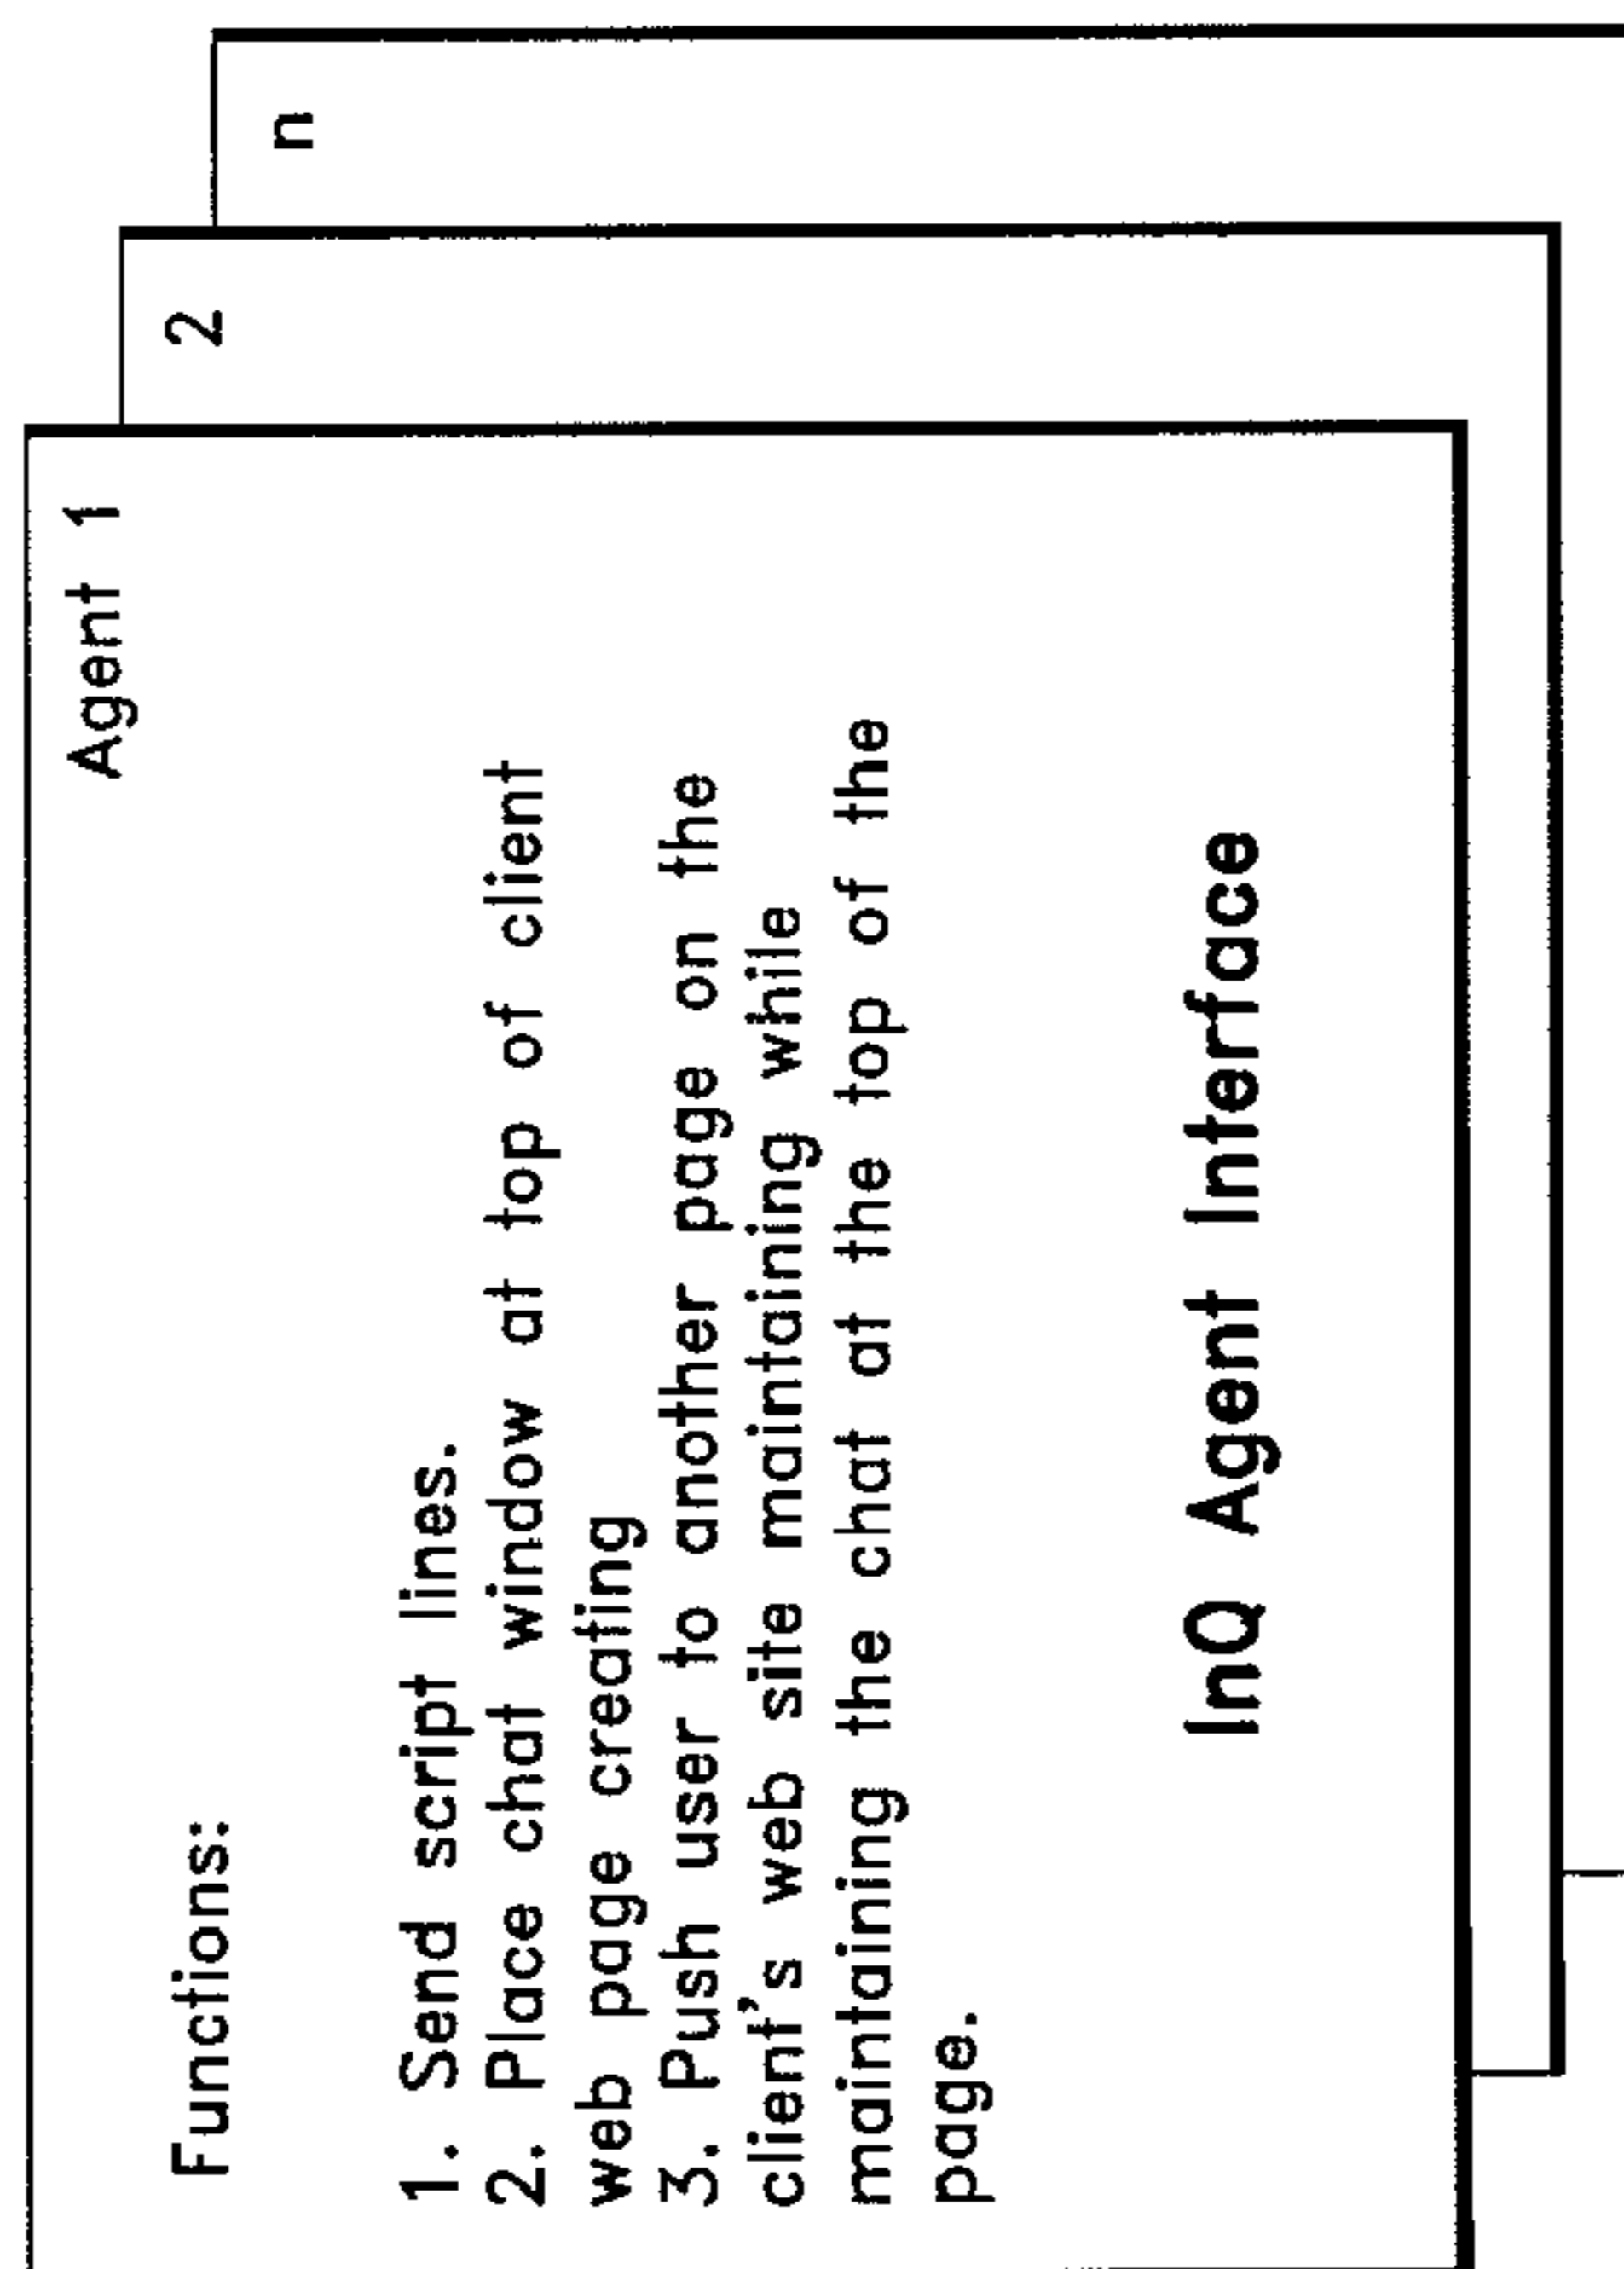 n
2
Agent 1
Functions:
1. Send script lines.
2. Place chat window at top of client
web page creating
3. Push user to another page on the
client's web site maintaining while
maintaining the chat at the top of the
page.
InQ Agent Interface